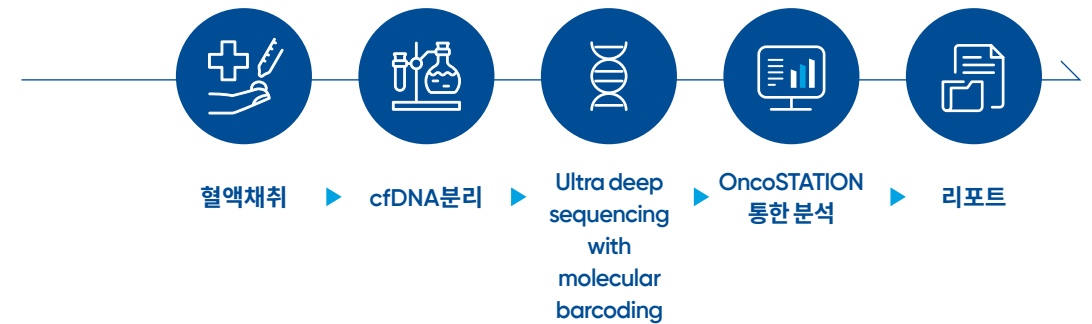 혈액채취
cfDNA분리
Ultra deep
sequencing
with
molecular
barcoding
OncoSTATION
통한 분석
리포트